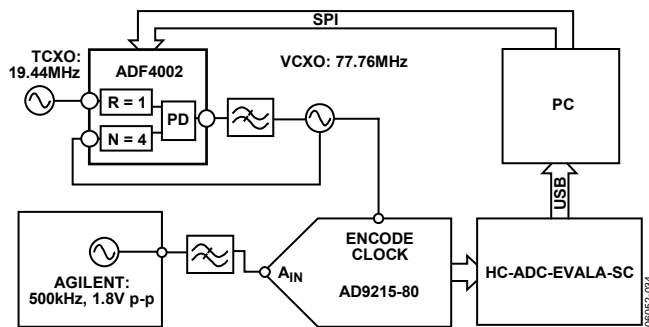 SPI
TCXO:
19.44MHz
ADF4002
VCXO: 77.76MHz
R = 1
PD
N = 4
PC
USB
ENCODE
CLOCK
AIN
AD9215-80
AGILENT:
500kHz, 1.8V p-p
HC-ADC-EVALA-SC
06052-034